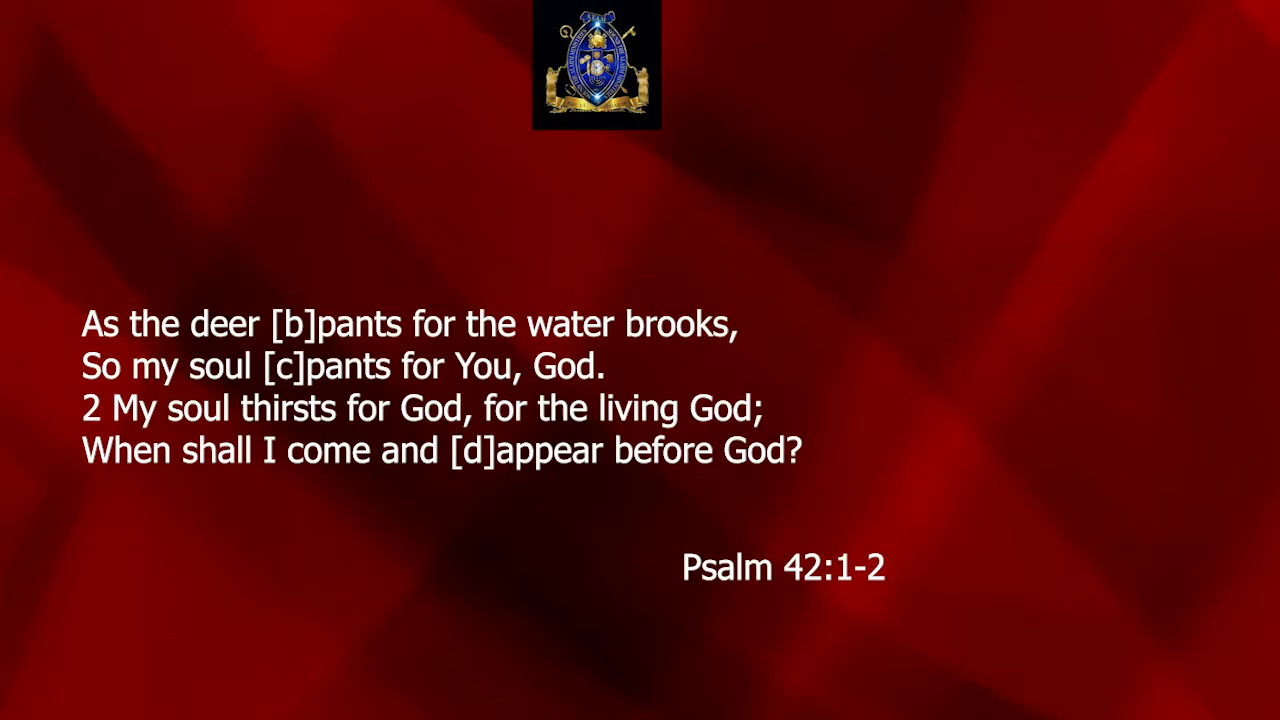 As the deer [b]pants for the water brooks,
So my soul [c]pants for You, God.
2 My soul thirsts for God, for the living God;
When shall I come and [d]appear before God?
Psalm 42:1-2